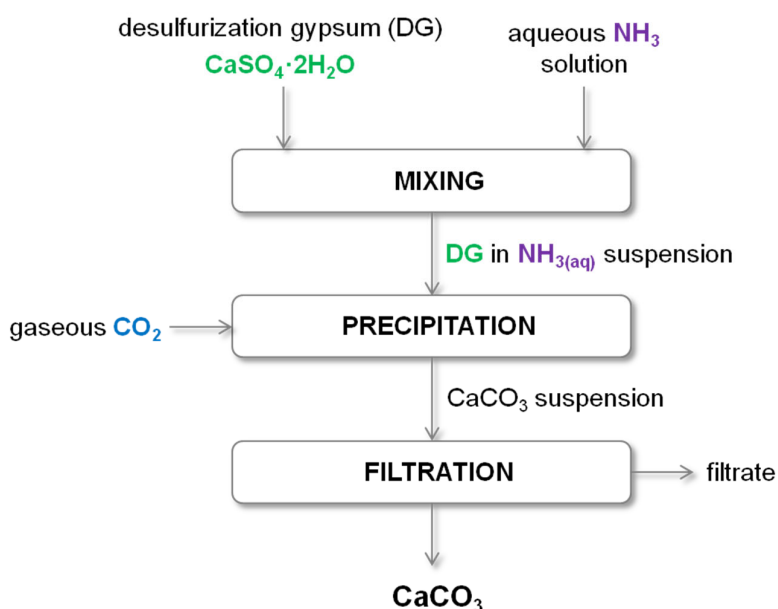 desulfurization gypsum (DG)
CaSO₄·2H₂O
aqueous NH₃
solution
MIXING
DG in NH₃₍aq₎ suspension
gaseous CO₂
PRECIPITATION
CaCO₃ suspension
FILTRATION
filtrate
CaCO₃